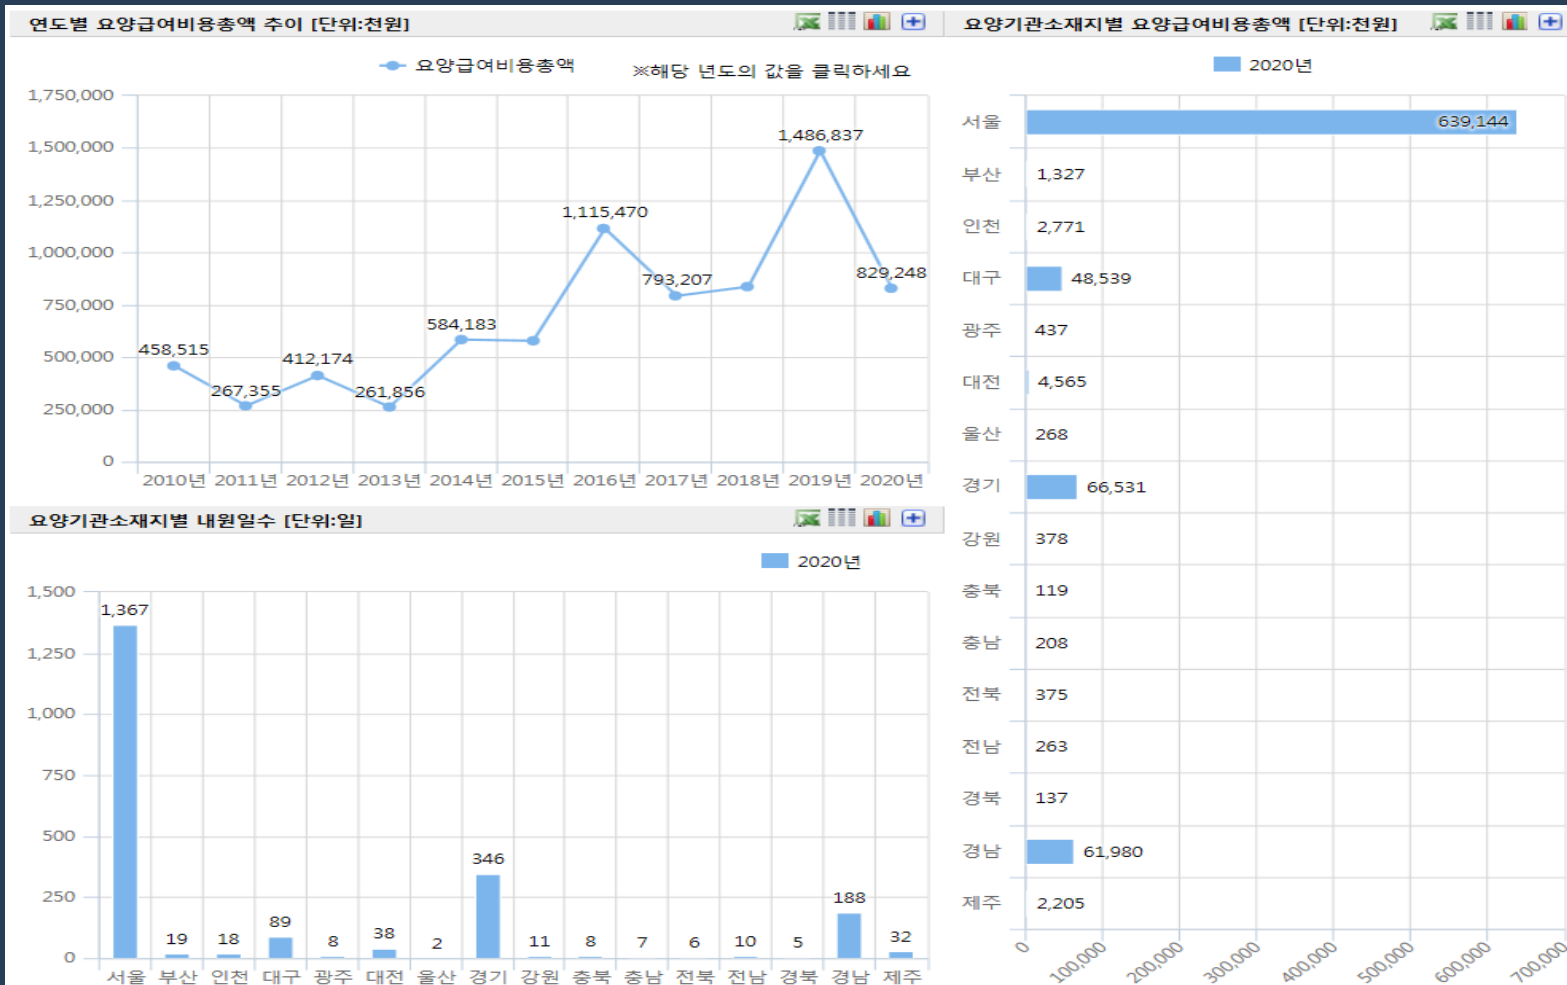 연도별 요양급여비용총액 추이 [단위:천원]
요양급여비용총액
※해당 년도의 값을 클릭하세요
1,750,000
1,500,000
1,250,000
1,000,000
750,000
500,000
250,000
0
458,515
267,355
412,174
261,856
584,183
1,115,470
793,207
1,486,837
829,248
2010년 2011년 2012년 2013년 2014년 2015년 2016년 2017년 2018년 2019년 2020년
요양기관소재지별 내원일수 [단위:일]
2020년
1,500
1,250
1,000
750
500
250
0
1,367 19 18 89 8 38 2 346 11 8 7 6 10 5 188 32
서울 부산 인천 대구 광주 대전 울산 경기 강원 충북 충남 전북 전남 경북 경남 제주
요양기관소재지별 요양급여비용총액 [단위:천원]
2020년
서울 639,144
부산 1,327
인천 2,771
대구 48,539
광주 437
대전 4,565
울산 268
경기 66,531
강원 378
충북 119
충남 208
전북 375
전남 263
경북 137
경남 61,980
제주 2,205
0 100,000 200,000 300,000 400,000 500,000 600,000 700,000